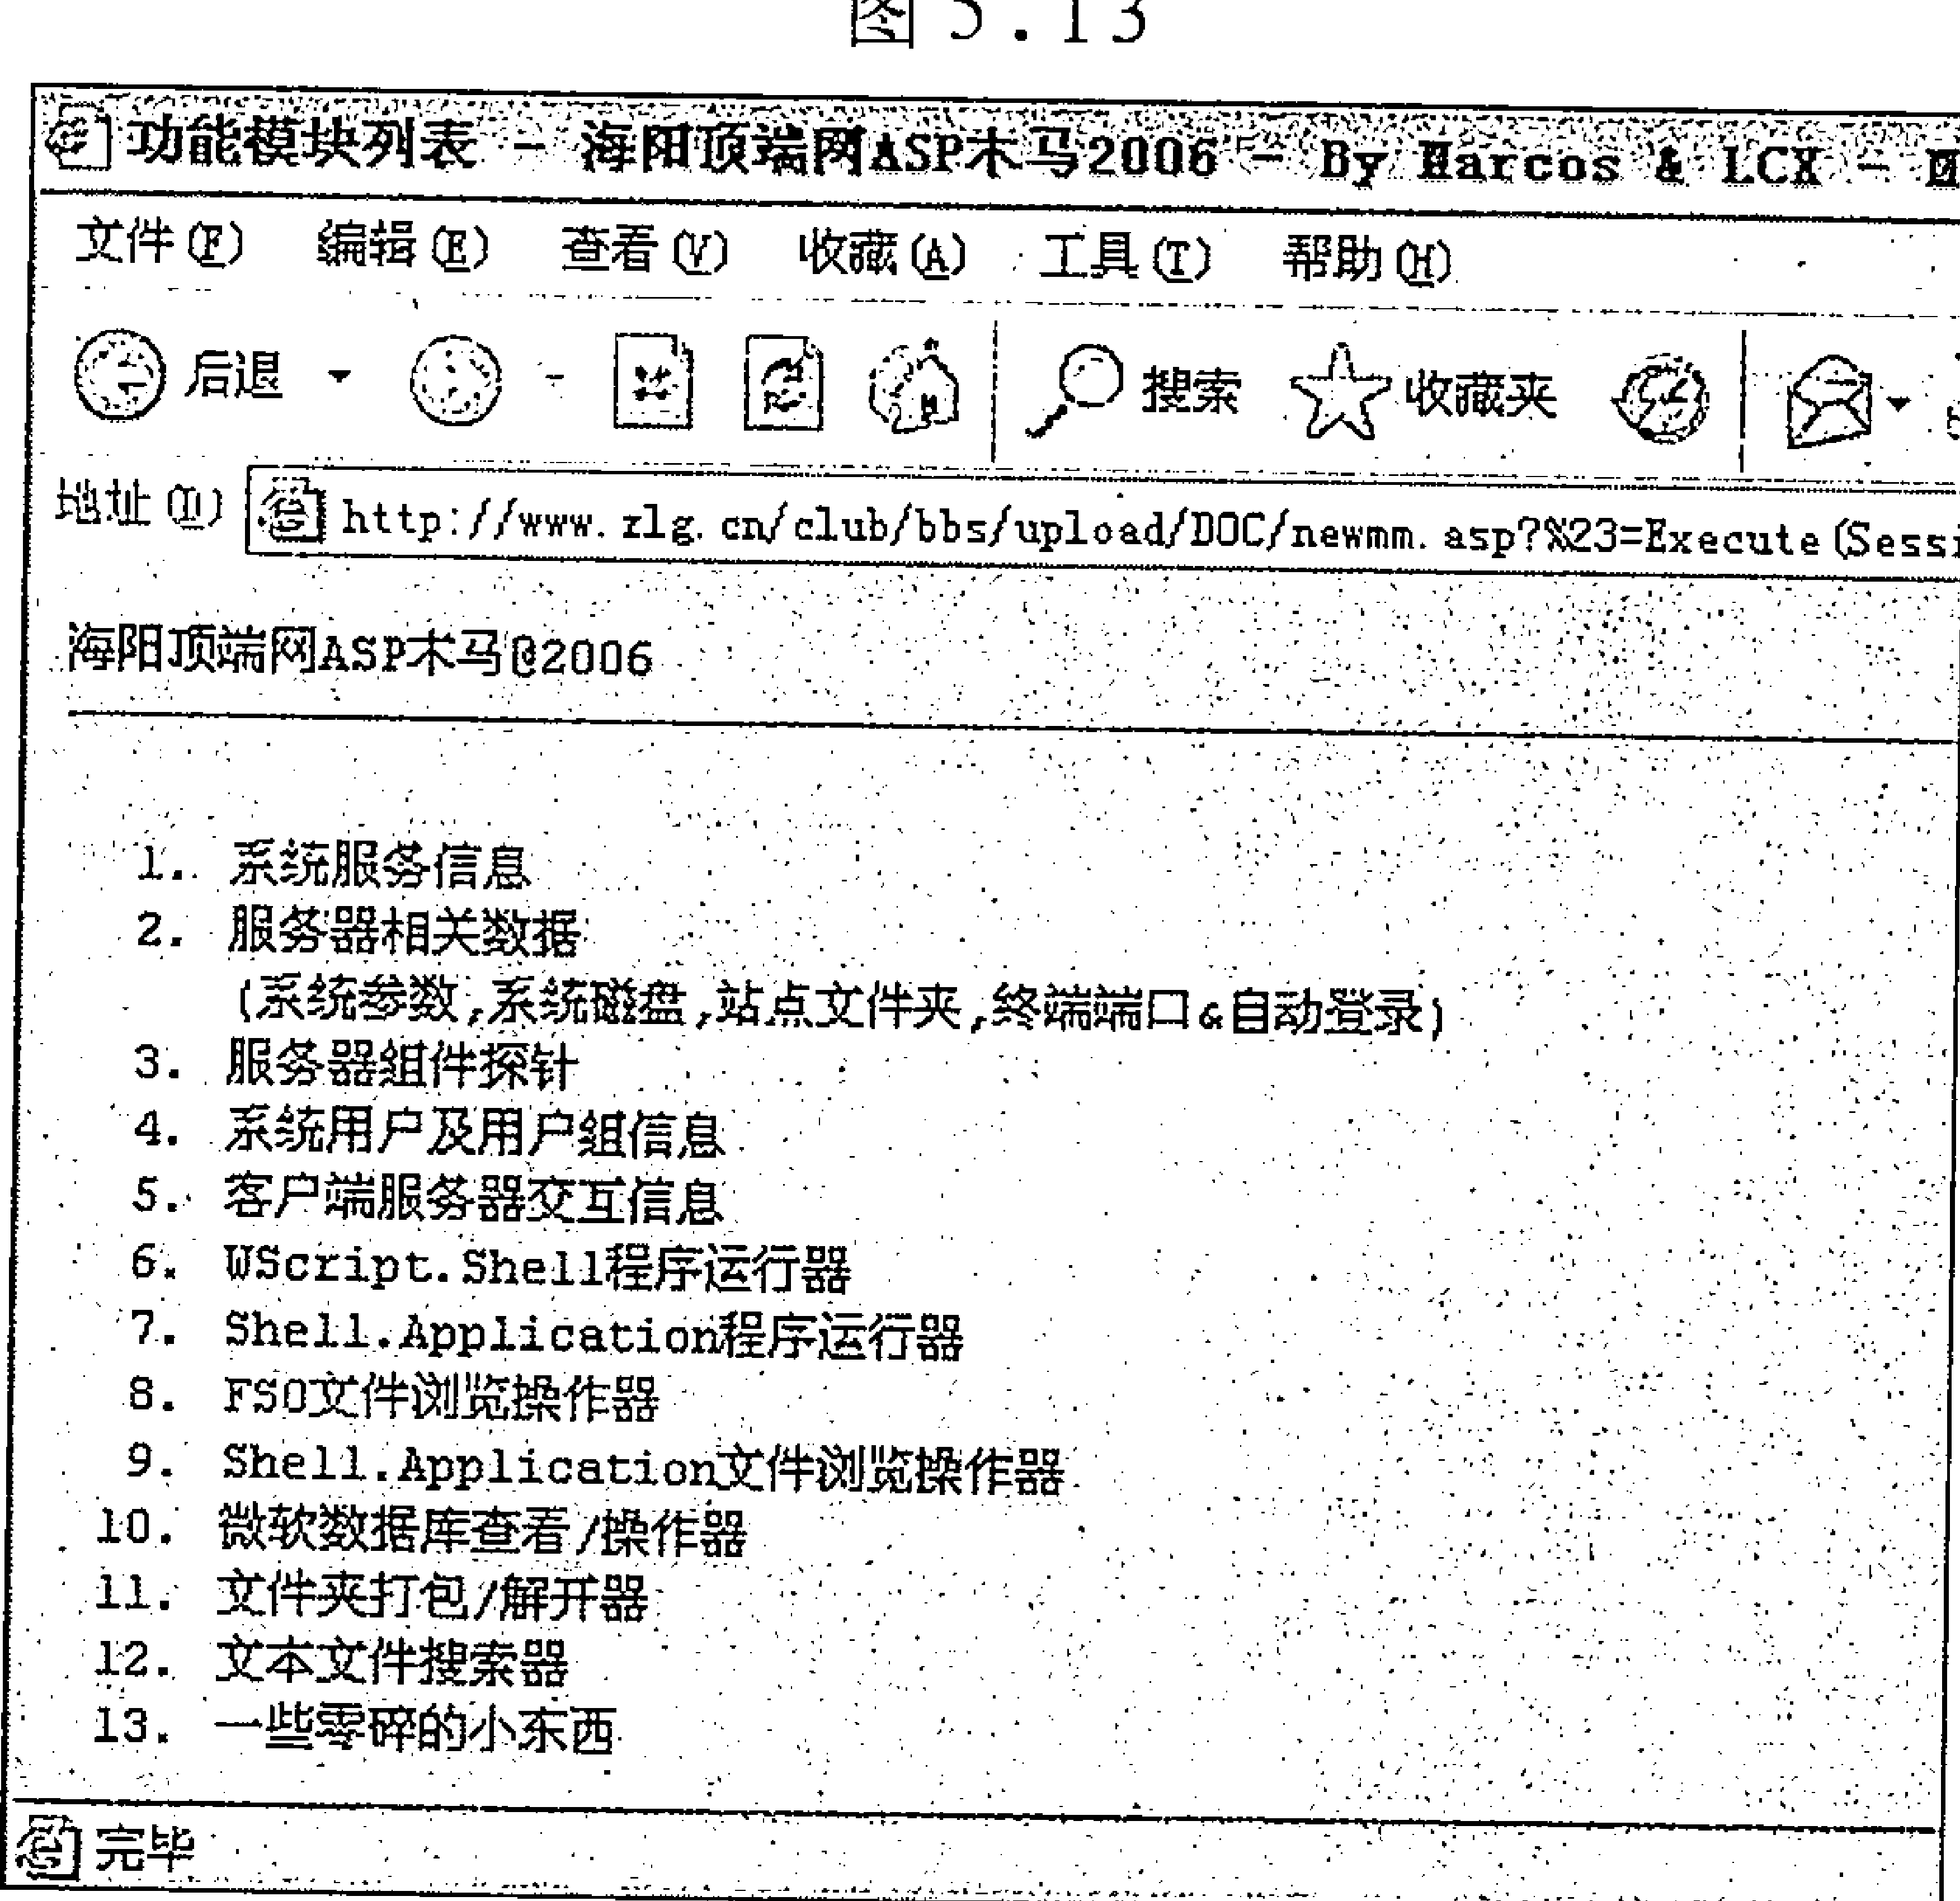 图 5.13
功能模块列表 - 海阳顶端网ASP木马2006 - By Marcos & LCX -
文件(F) 编辑(E) 查看(V) 收藏(A) 工具(T) 帮助(H)
后退 搜索 收藏夹
地址(D) http://www.zlg.cn/club/bbs/upload/DOC/newmm.asp?%23=Execute(Sessi
海阳顶端网ASP木马@2006
1. 系统服务信息
2. 服务器相关数据
(系统参数,系统磁盘,站点文件夹,终端端口&自动登录)
3. 服务器组件探针
4. 系统用户及用户组信息
5. 客户端服务器交互信息
6. WScript.Shell程序运行器
7. Shell.Application程序运行器
8. FSO文件浏览操作器
9. Shell.Application文件浏览操作器
10. 微软数据库查看/操作器
11. 文件夹打包/解开器
12. 文本文件搜索器
13. 一些零碎的小东西
完毕